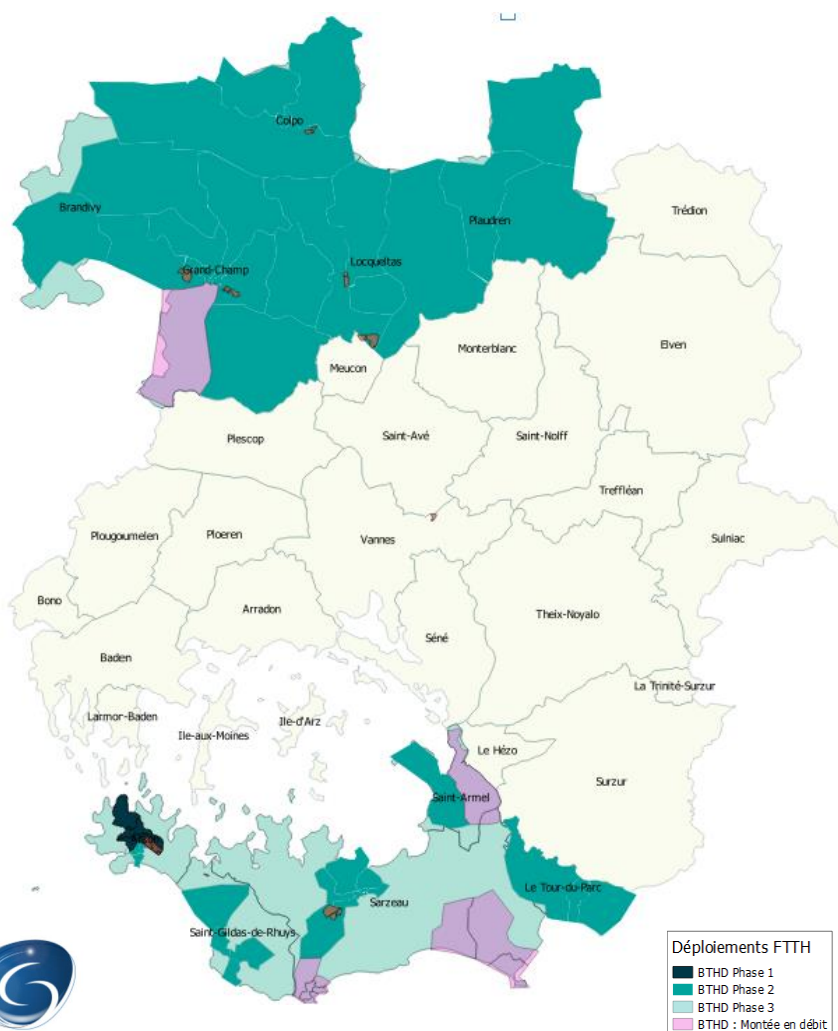 Colpo
Brandivy
Plaudren
Trédion
Grand-Champ
Locqueltas
Elven
Monterblanc
Meucon
Plescop
Saint-Avé
Saint-Nolff
Treffléan
Plougoumelen
Ploeren
Vannes
Sulniac
Bono
Arradon
Séné
Theix-Noyalo
Baden
La Trinité-Surzur
Larmor-Baden
Ile-aux-Moines
Ile-d'Arz
Le Hézo
Surzur
Saint-Armel
Le Tour-du-Parc
Sarzeau
Saint-Gildas-de-Rhuys
Déploiements FTTH
BTHD Phase 1
BTHD Phase 2
BTHD Phase 3
BTHD : Montée en débit